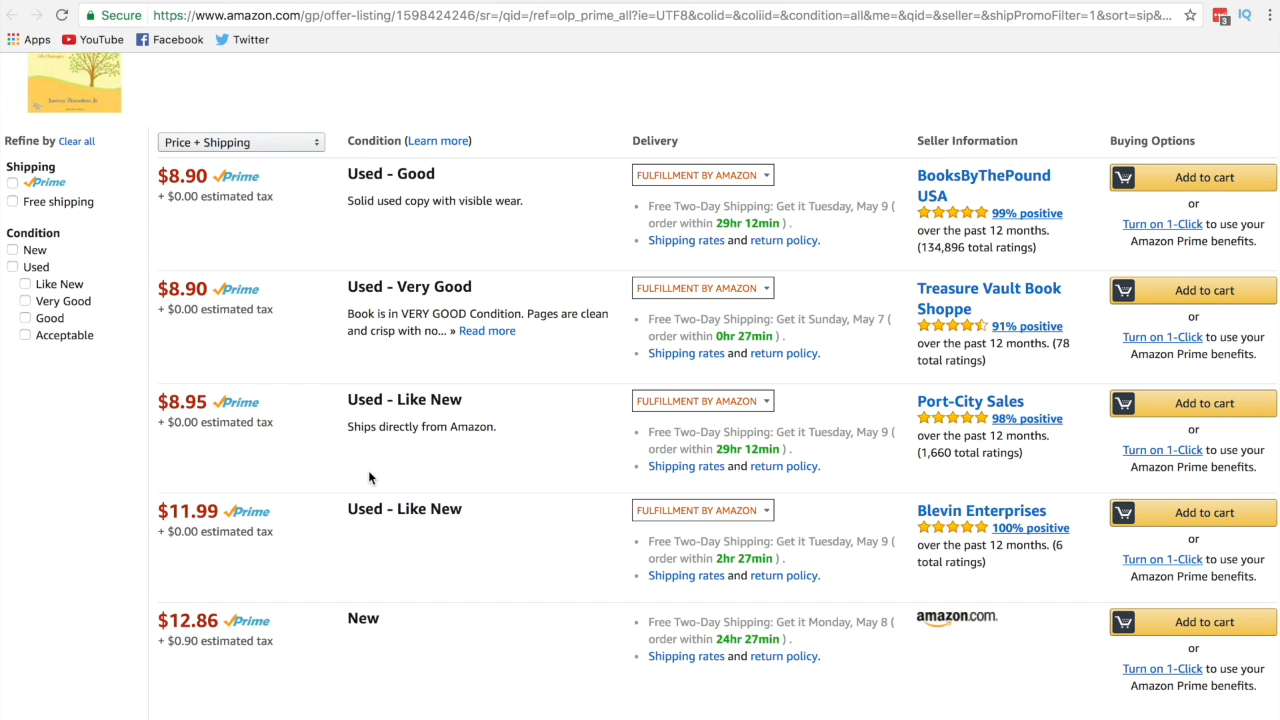 Secure https://www.amazon.com/gp/offer-listing/1598424246/sr=/qid=/ref=olp_prime_all?ie=UTF8&colid=&coliid=&condition=all&me=&qid=&seller=&shipPromoFilter=1&sort=sip&... 3 IQ
Apps YouTube Facebook Twitter
Refine by Clear all
Shipping
Prime
Free shipping
Condition
New
Used
Like New
Very Good
Good
Acceptable
Price + Shipping Condition (Learn more) Delivery Seller Information Buying Options
$8.90 Prime
+ $0.00 estimated tax
Used - Good
Solid used copy with visible wear.
FULFILLMENT BY AMAZON
• Free Two-Day Shipping: Get it Tuesday, May 9 (
order within 29hr 12min ) .
• Shipping rates and return policy.
BooksByThePound
USA
99% positive
over the past 12 months.
(134,896 total ratings)
Add to cart
or
Turn on 1-Click to use your
Amazon Prime benefits.
$8.90 Prime
+ $0.00 estimated tax
Used - Very Good
Book is in VERY GOOD Condition. Pages are clean
and crisp with no... » Read more
FULFILLMENT BY AMAZON
• Free Two-Day Shipping: Get it Sunday, May 7 (
order within 0hr 27min ) .
• Shipping rates and return policy.
Treasure Vault Book
Shoppe
91% positive
over the past 12 months. (78
total ratings)
Add to cart
or
Turn on 1-Click to use your
Amazon Prime benefits.
$8.95 Prime
+ $0.00 estimated tax
Used - Like New
Ships directly from Amazon.
FULFILLMENT BY AMAZON
• Free Two-Day Shipping: Get it Tuesday, May 9 (
order within 29hr 12min ) .
• Shipping rates and return policy.
Port-City Sales
98% positive
over the past 12 months.
(1,660 total ratings)
Add to cart
or
Turn on 1-Click to use your
Amazon Prime benefits.
$11.99 Prime
+ $0.00 estimated tax
Used - Like New
FULFILLMENT BY AMAZON
• Free Two-Day Shipping: Get it Tuesday, May 9 (
order within 2hr 27min ) .
• Shipping rates and return policy.
Blevin Enterprises
100% positive
over the past 12 months. (6
total ratings)
Add to cart
or
Turn on 1-Click to use your
Amazon Prime benefits.
$12.86 Prime
+ $0.90 estimated tax
New
• Free Two-Day Shipping: Get it Monday, May 8 (
order within 24hr 27min ) .
• Shipping rates and return policy.
amazon.com.
Add to cart
or
Turn on 1-Click to use your
Amazon Prime benefits.